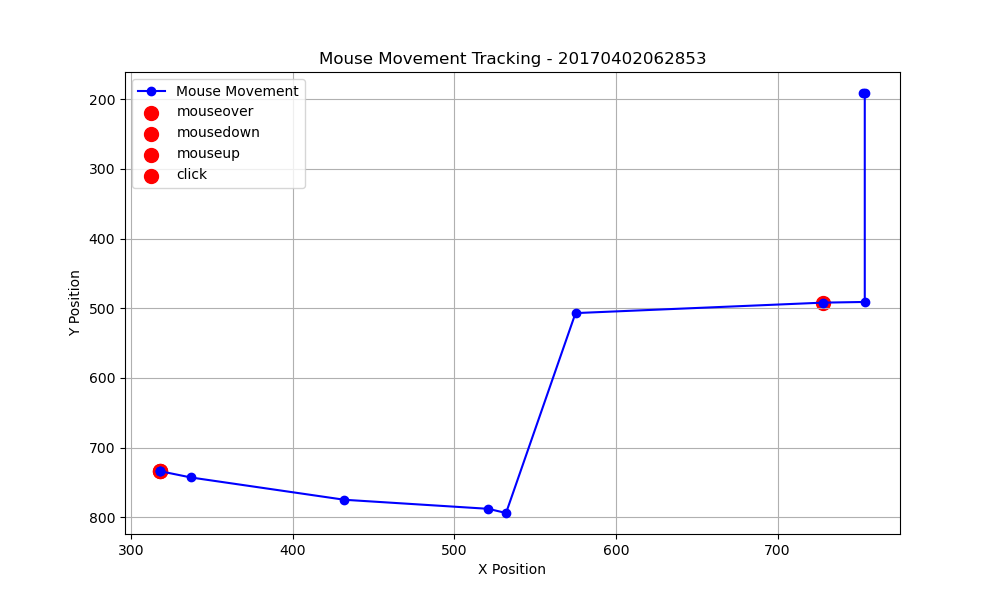 Mouse Movement Tracking - 20170402062853
Mouse Movement
mouseover
mousedown
mouseup
click
200
300
400
500
600
700
800
Y Position
300 400 500 600 700
X Position